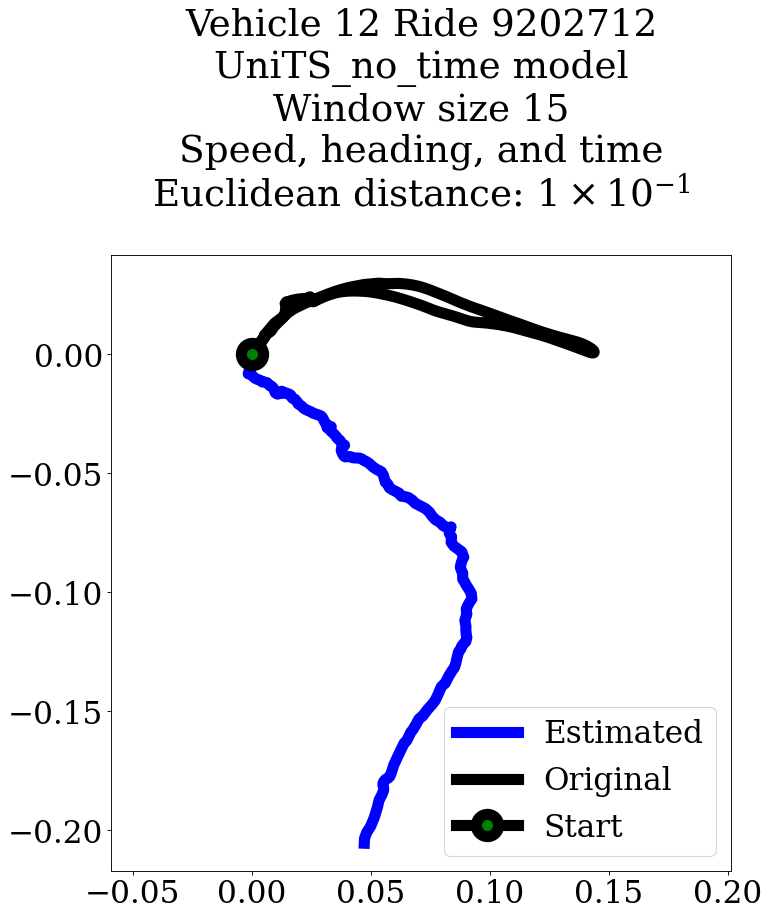 Vehicle 12 Ride 9202712
UniTS_no_time model
Window size 15
Speed, heading, and time
Euclidean distance: 1 × 10⁻¹
0.00
−0.05
−0.10
−0.15
−0.20
Estimated
Original
Start
−0.05 0.00 0.05 0.10 0.15 0.20